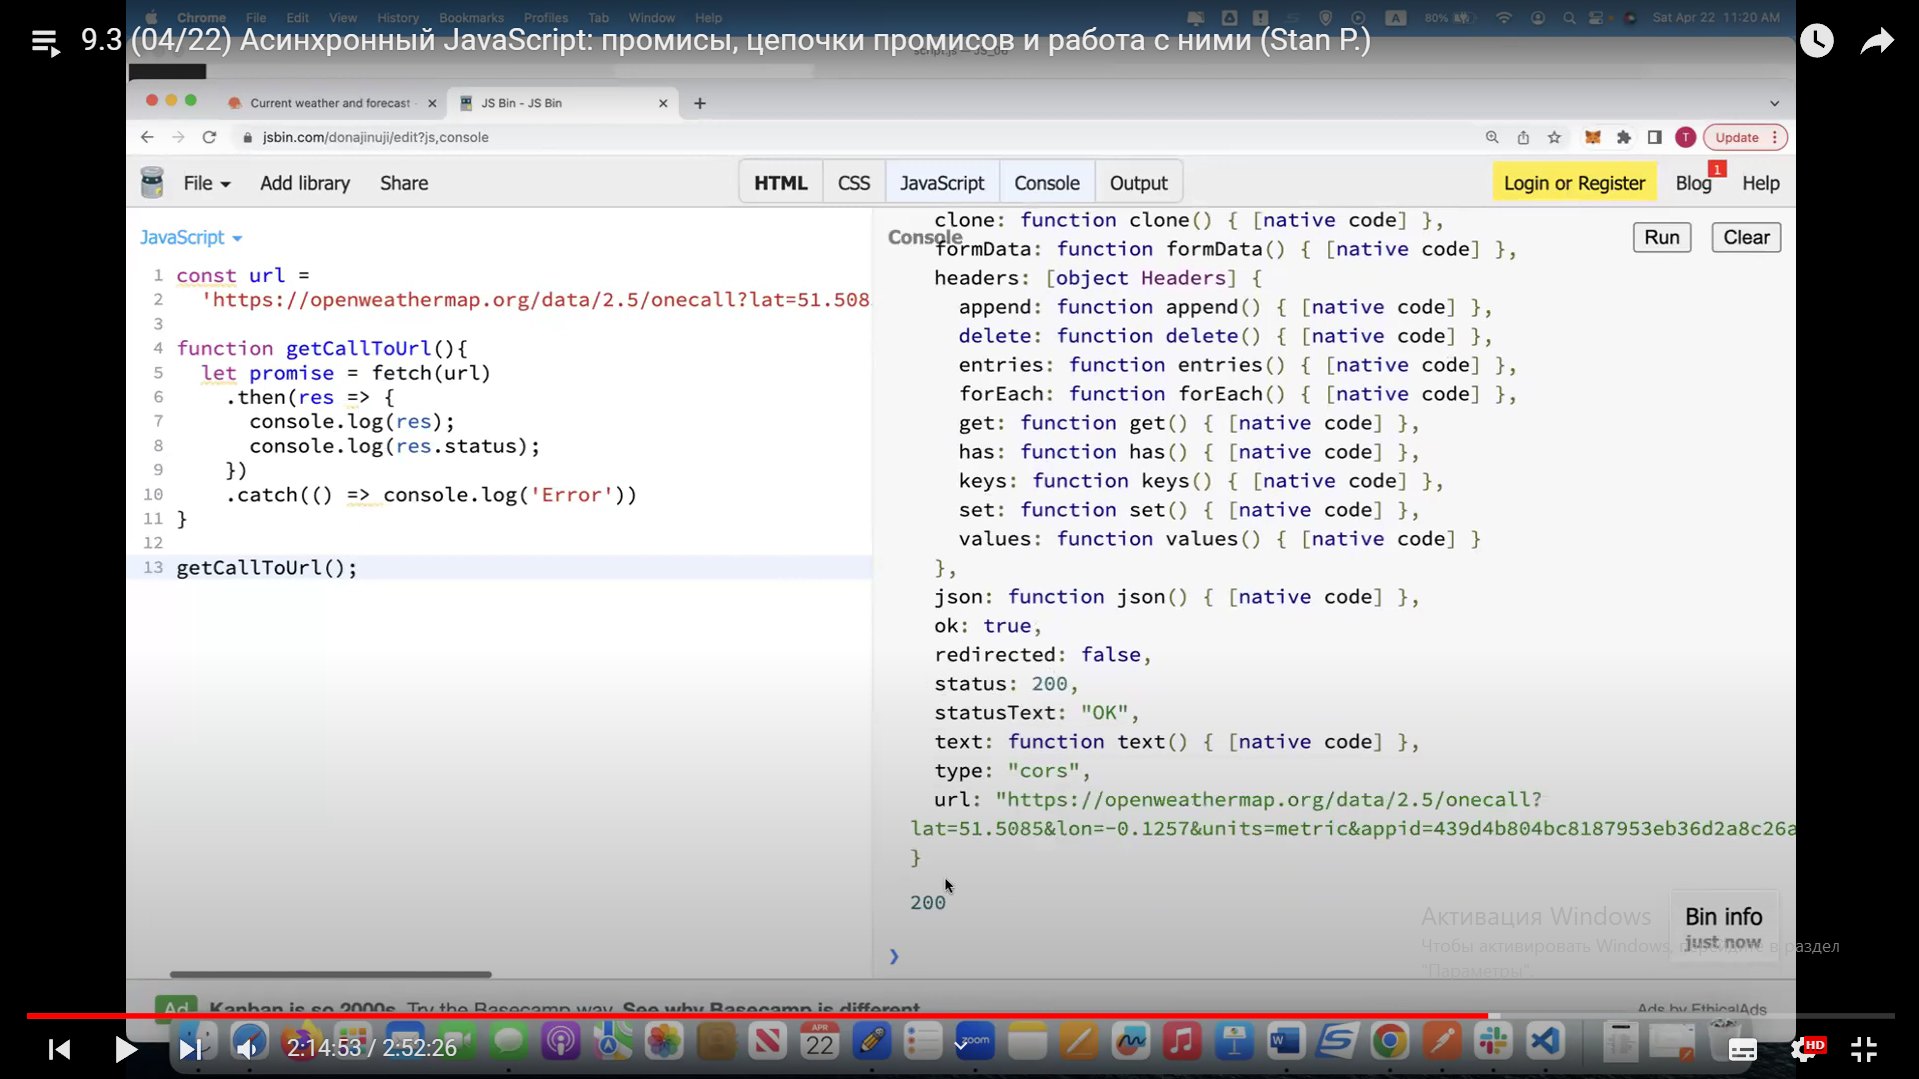 Chrome File Edit View History Bookmarks Profiles Tab Window Help
A 80% Sat Apr 22 11:20 AM
9.3 (04/22) Асинхронный JavaScript: промисы, цепочки промисов и работа с ними (Stan P.)
Current weather and forecast
JS Bin - JS Bin
jsbin.com/donajinuji/edit?js,console
T
Update
File
Add library
Share
HTML
CSS
JavaScript
Console
Output
Login or Register
Blog
1
Help
JavaScript
1 const url =
2 'https://openweathermap.org/data/2.5/onecall?lat=51.508
3
4 function getCallToUrl(){
5 let promise = fetch(url)
6 .then(res => {
7 console.log(res);
8 console.log(res.status);
9 })
10 .catch(() => console.log('Error'))
11 }
12
13 getCallToUrl();
Console
Run
Clear
clone: function clone() { [native code] },
formData: function formData() { [native code] },
headers: [object Headers] {
append: function append() { [native code] },
delete: function delete() { [native code] },
entries: function entries() { [native code] },
forEach: function forEach() { [native code] },
get: function get() { [native code] },
has: function has() { [native code] },
keys: function keys() { [native code] },
set: function set() { [native code] },
values: function values() { [native code] }
},
json: function json() { [native code] },
ok: true,
redirected: false,
status: 200,
statusText: "OK",
text: function text() { [native code] },
type: "cors",
url: "https://openweathermap.org/data/2.5/onecall?
lat=51.5085&lon=-0.1257&units=metric&appid=439d4b804bc8187953eb36d2a8c26a
}
200
Bin info
just now
Активация Windows
Чтобы активировать Windows, перейдите в раздел
"Параметры".
Ad
Kanban is so 2000s. Try the Basecamp way. See why Basecamp is different
Ads by EthicalAds
2:14:53 / 2:52:26
APR
22
zoom
W
HD